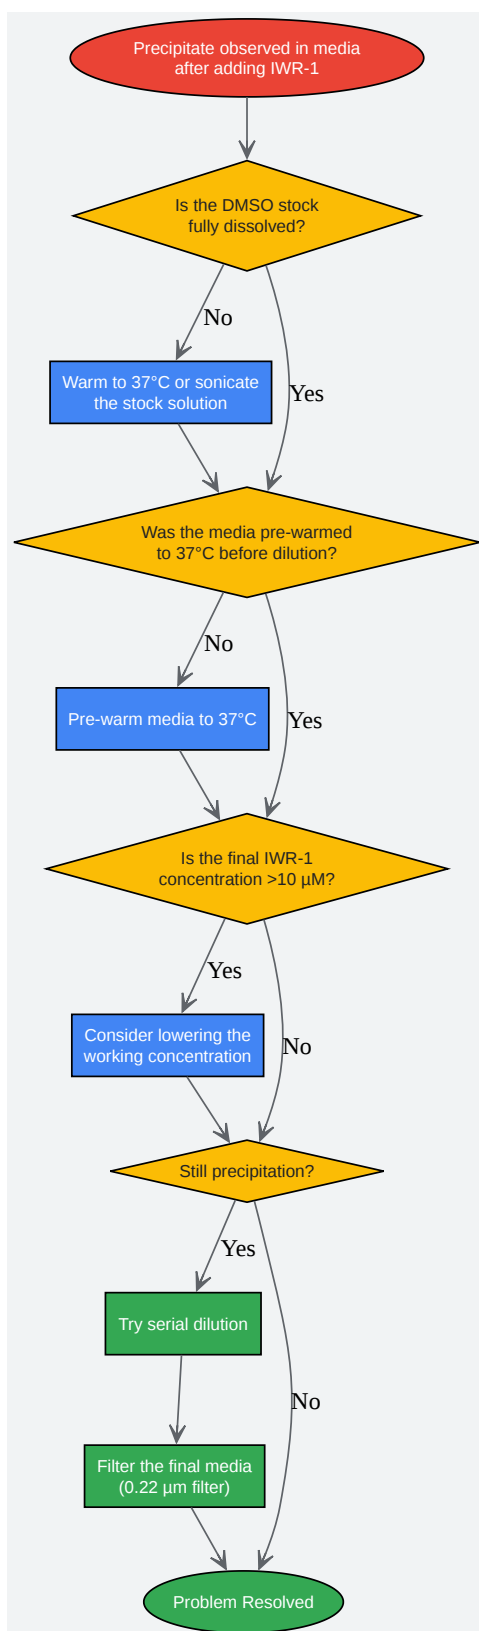 Precipitate observed in media
after adding IWR-1
Is the DMSO stock
fully dissolved?
No
Warm to 37°C or sonicate
the stock solution
Yes
Was the media pre-warmed
to 37°C before dilution?
No
Pre-warm media to 37°C
Yes
Is the final IWR-1
concentration >10 µM?
Yes
Consider lowering the
working concentration
No
Still precipitation?
Yes
Try serial dilution
No
Filter the final media
(0.22 µm filter)
Problem Resolved